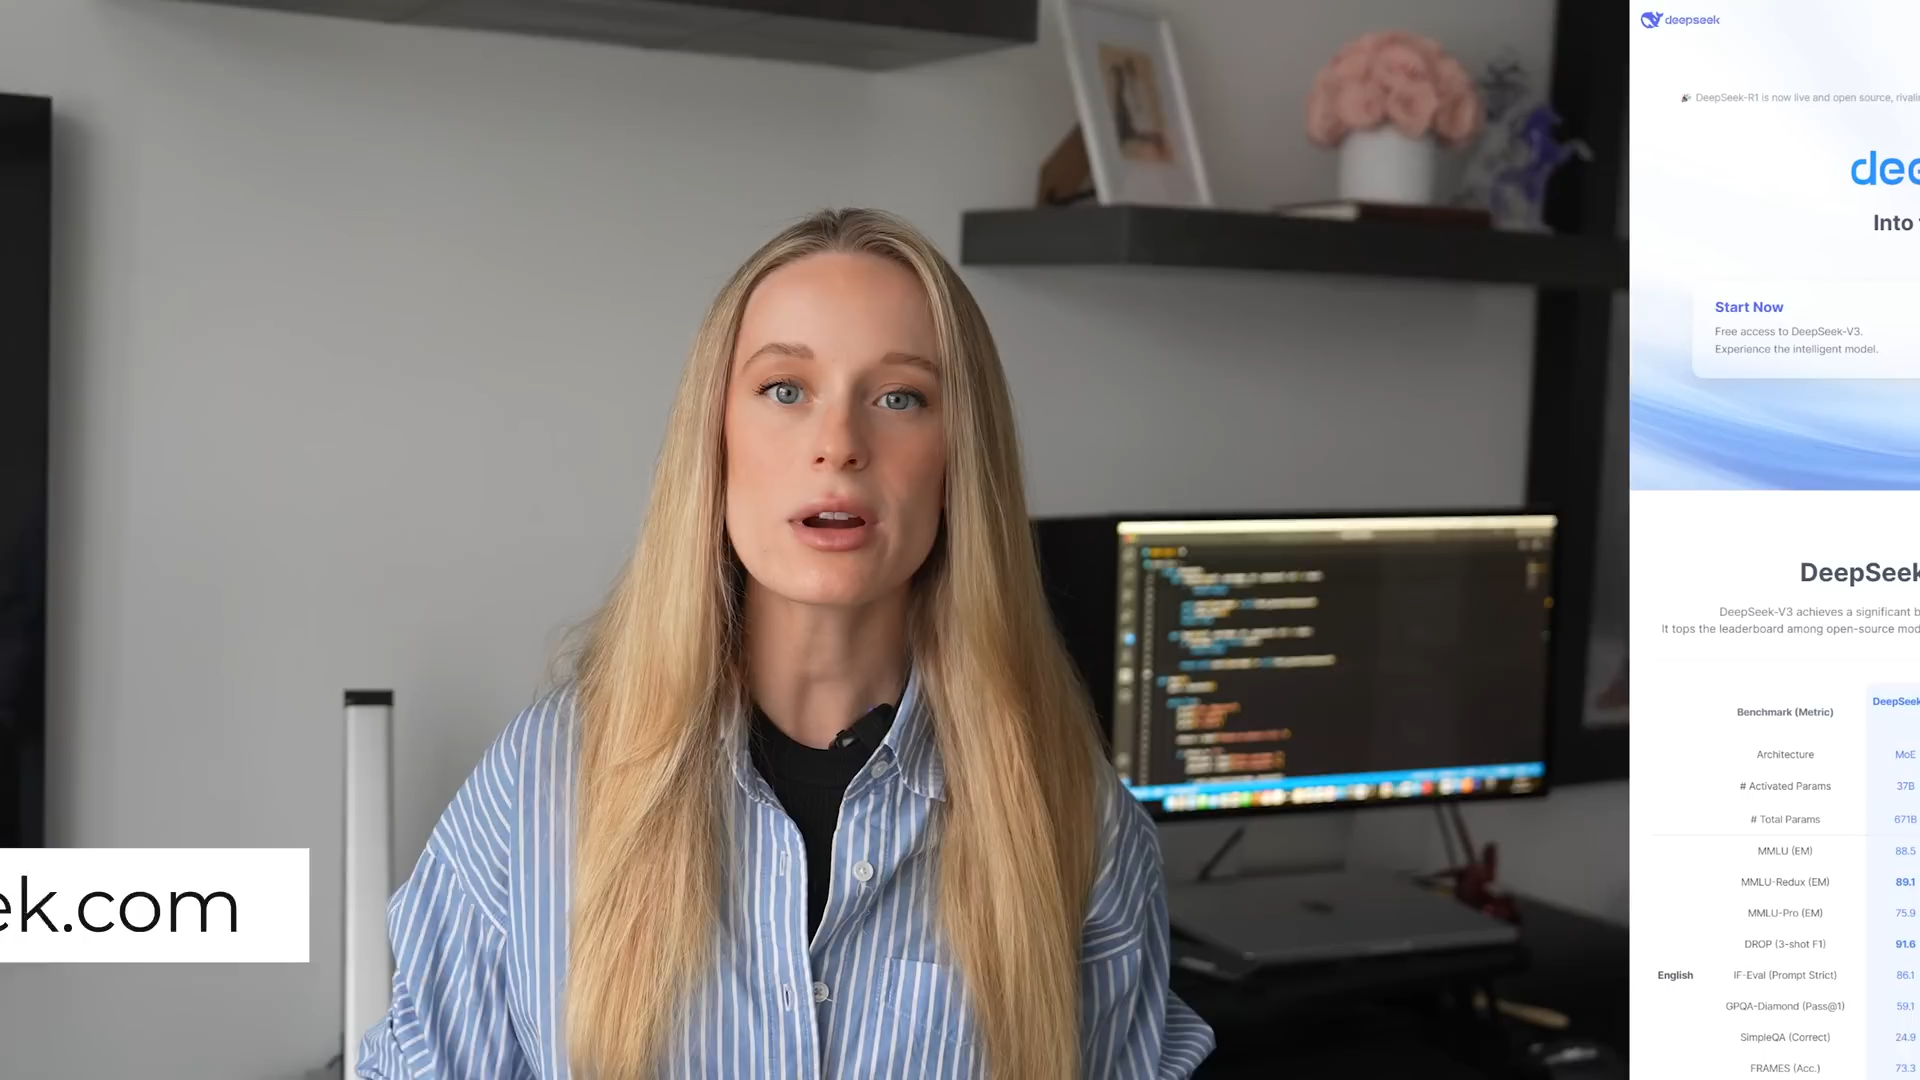 deepseek
DeepSeek-R1 is now live and open source, rivalin
dee
Into
Start Now
Free access to DeepSeek-V3.
Experience the intelligent model.
DeepSeek
DeepSeek-V3 achieves a significant b
It tops the leaderboard among open-source mod
Benchmark (Metric) DeepSeek
Architecture MoE
# Activated Params 37B
# Total Params 671B
English
MMLU (EM) 88.5
MMLU-Redux (EM) 89.1
MMLU-Pro (EM) 75.9
DROP (3-shot F1) 91.6
IF-Eval (Prompt Strict) 86.1
GPQA-Diamond (Pass@1) 59.1
SimpleQA (Correct) 24.9
FRAMES (Acc.) 73.3
ek.com